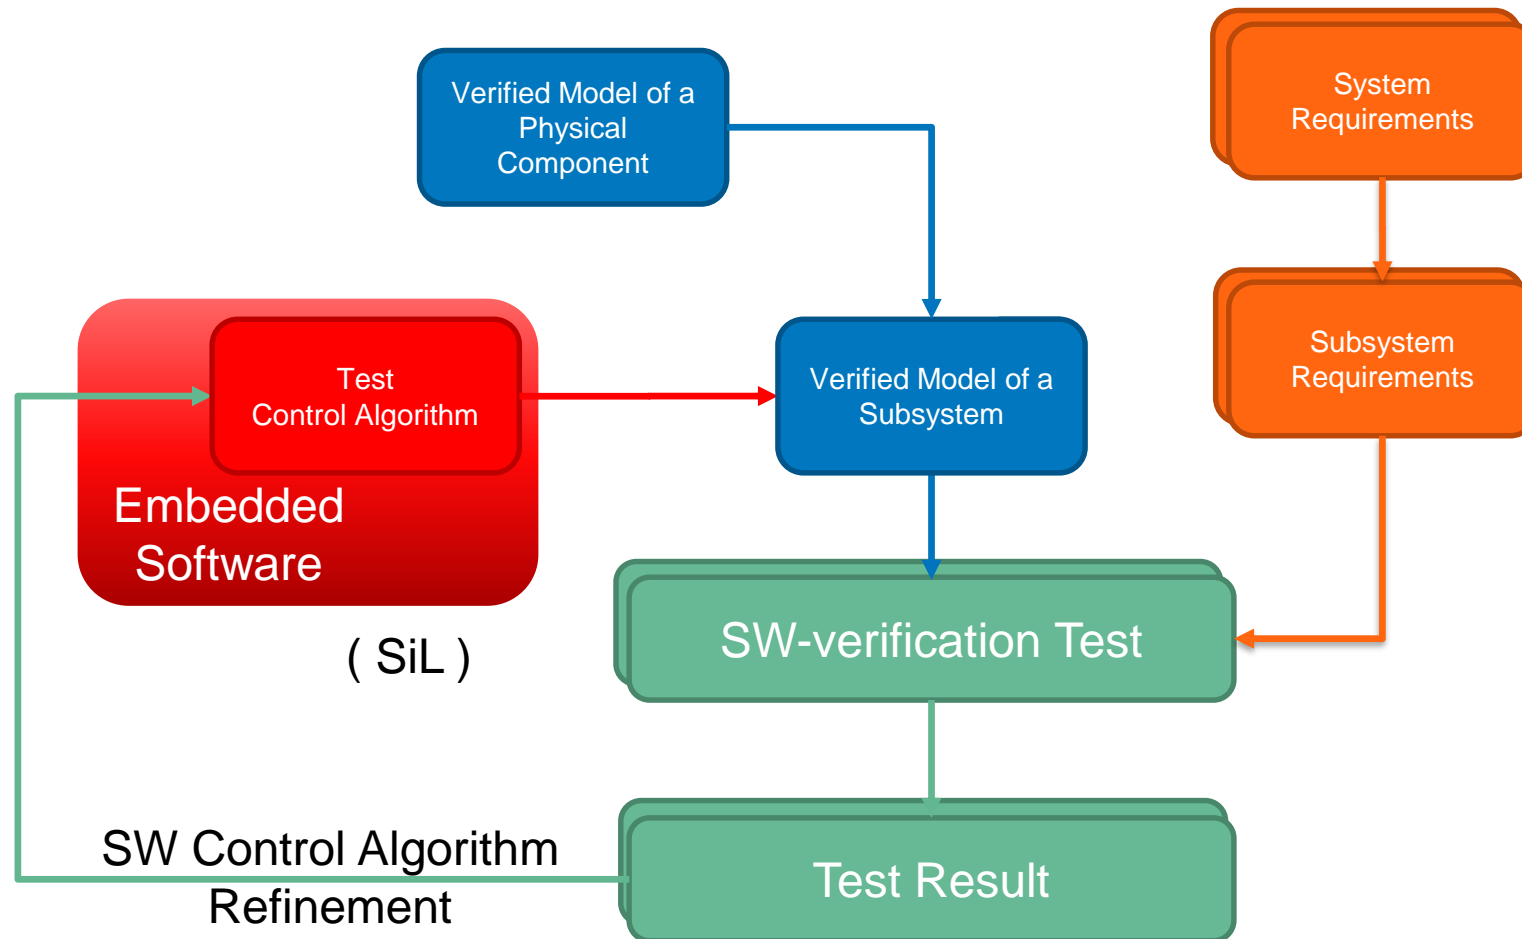 Verified Model of a
Physical
Component
System
Requirements
Test
Control Algorithm
Embedded
Software
( SiL )
Verified Model of a
Subsystem
Subsystem
Requirements
SW-verification Test
SW Control Algorithm
Refinement
Test Result